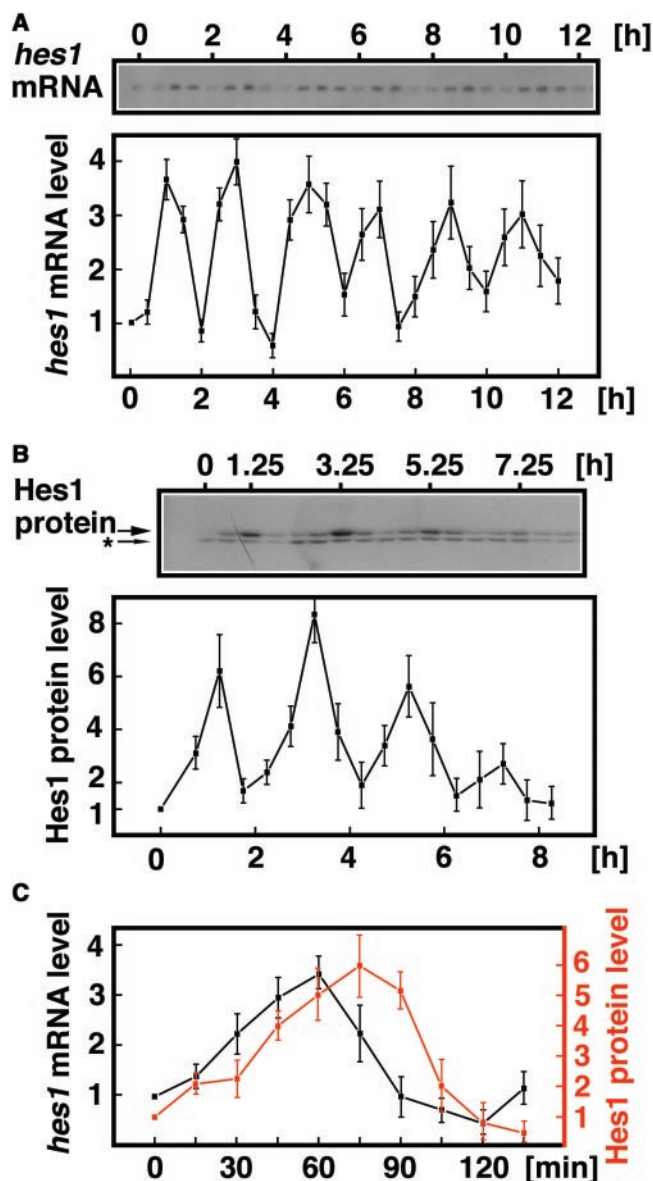 A
0 2 4 6 8 10 12 [h]
hes1
mRNA
hes1 mRNA level
4
3
2
1
0 2 4 6 8 10 12 [h]
B
0 1.25 3.25 5.25 7.25 [h]
Hes1
protein
*
Hes1 protein level
8
6
4
2
1
0 2 4 6 8 [h]
C
hes1 mRNA level
4
3
2
1
6
5
4
3
2
1
Hes1 protein level
0 30 60 90 120 [min]